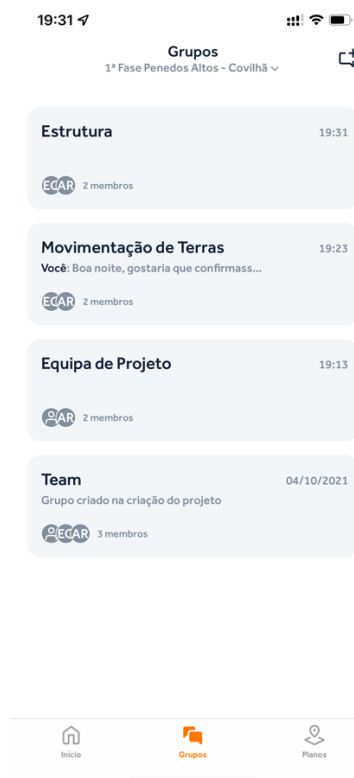 19:31
Grupos
1ª Fase Penedos Altos - Covilhã
Estrutura 19:31
EC AR 2 membros
Movimentação de Terras 19:23
Você: Boa noite, gostaria que confirmass...
EC AR 2 membros
Equipa de Projeto 19:13
AR 2 membros
Team 04/10/2021
Grupo criado na criação do projeto
EC AR 3 membros
Início Grupos Planos